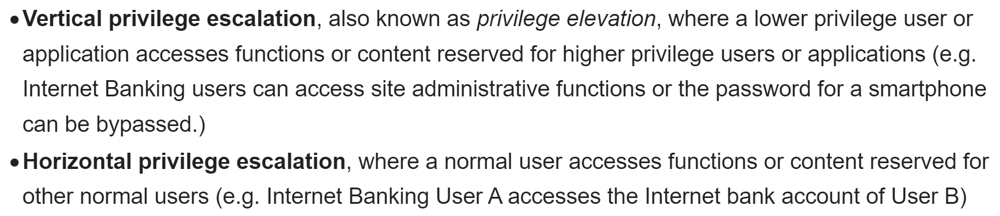 •Vertical privilege escalation, also known as privilege elevation, where a lower privilege user or
application accesses functions or content reserved for higher privilege users or applications (e.g.
Internet Banking users can access site administrative functions or the password for a smartphone
can be bypassed.)
•Horizontal privilege escalation, where a normal user accesses functions or content reserved for
other normal users (e.g. Internet Banking User A accesses the Internet bank account of User B)